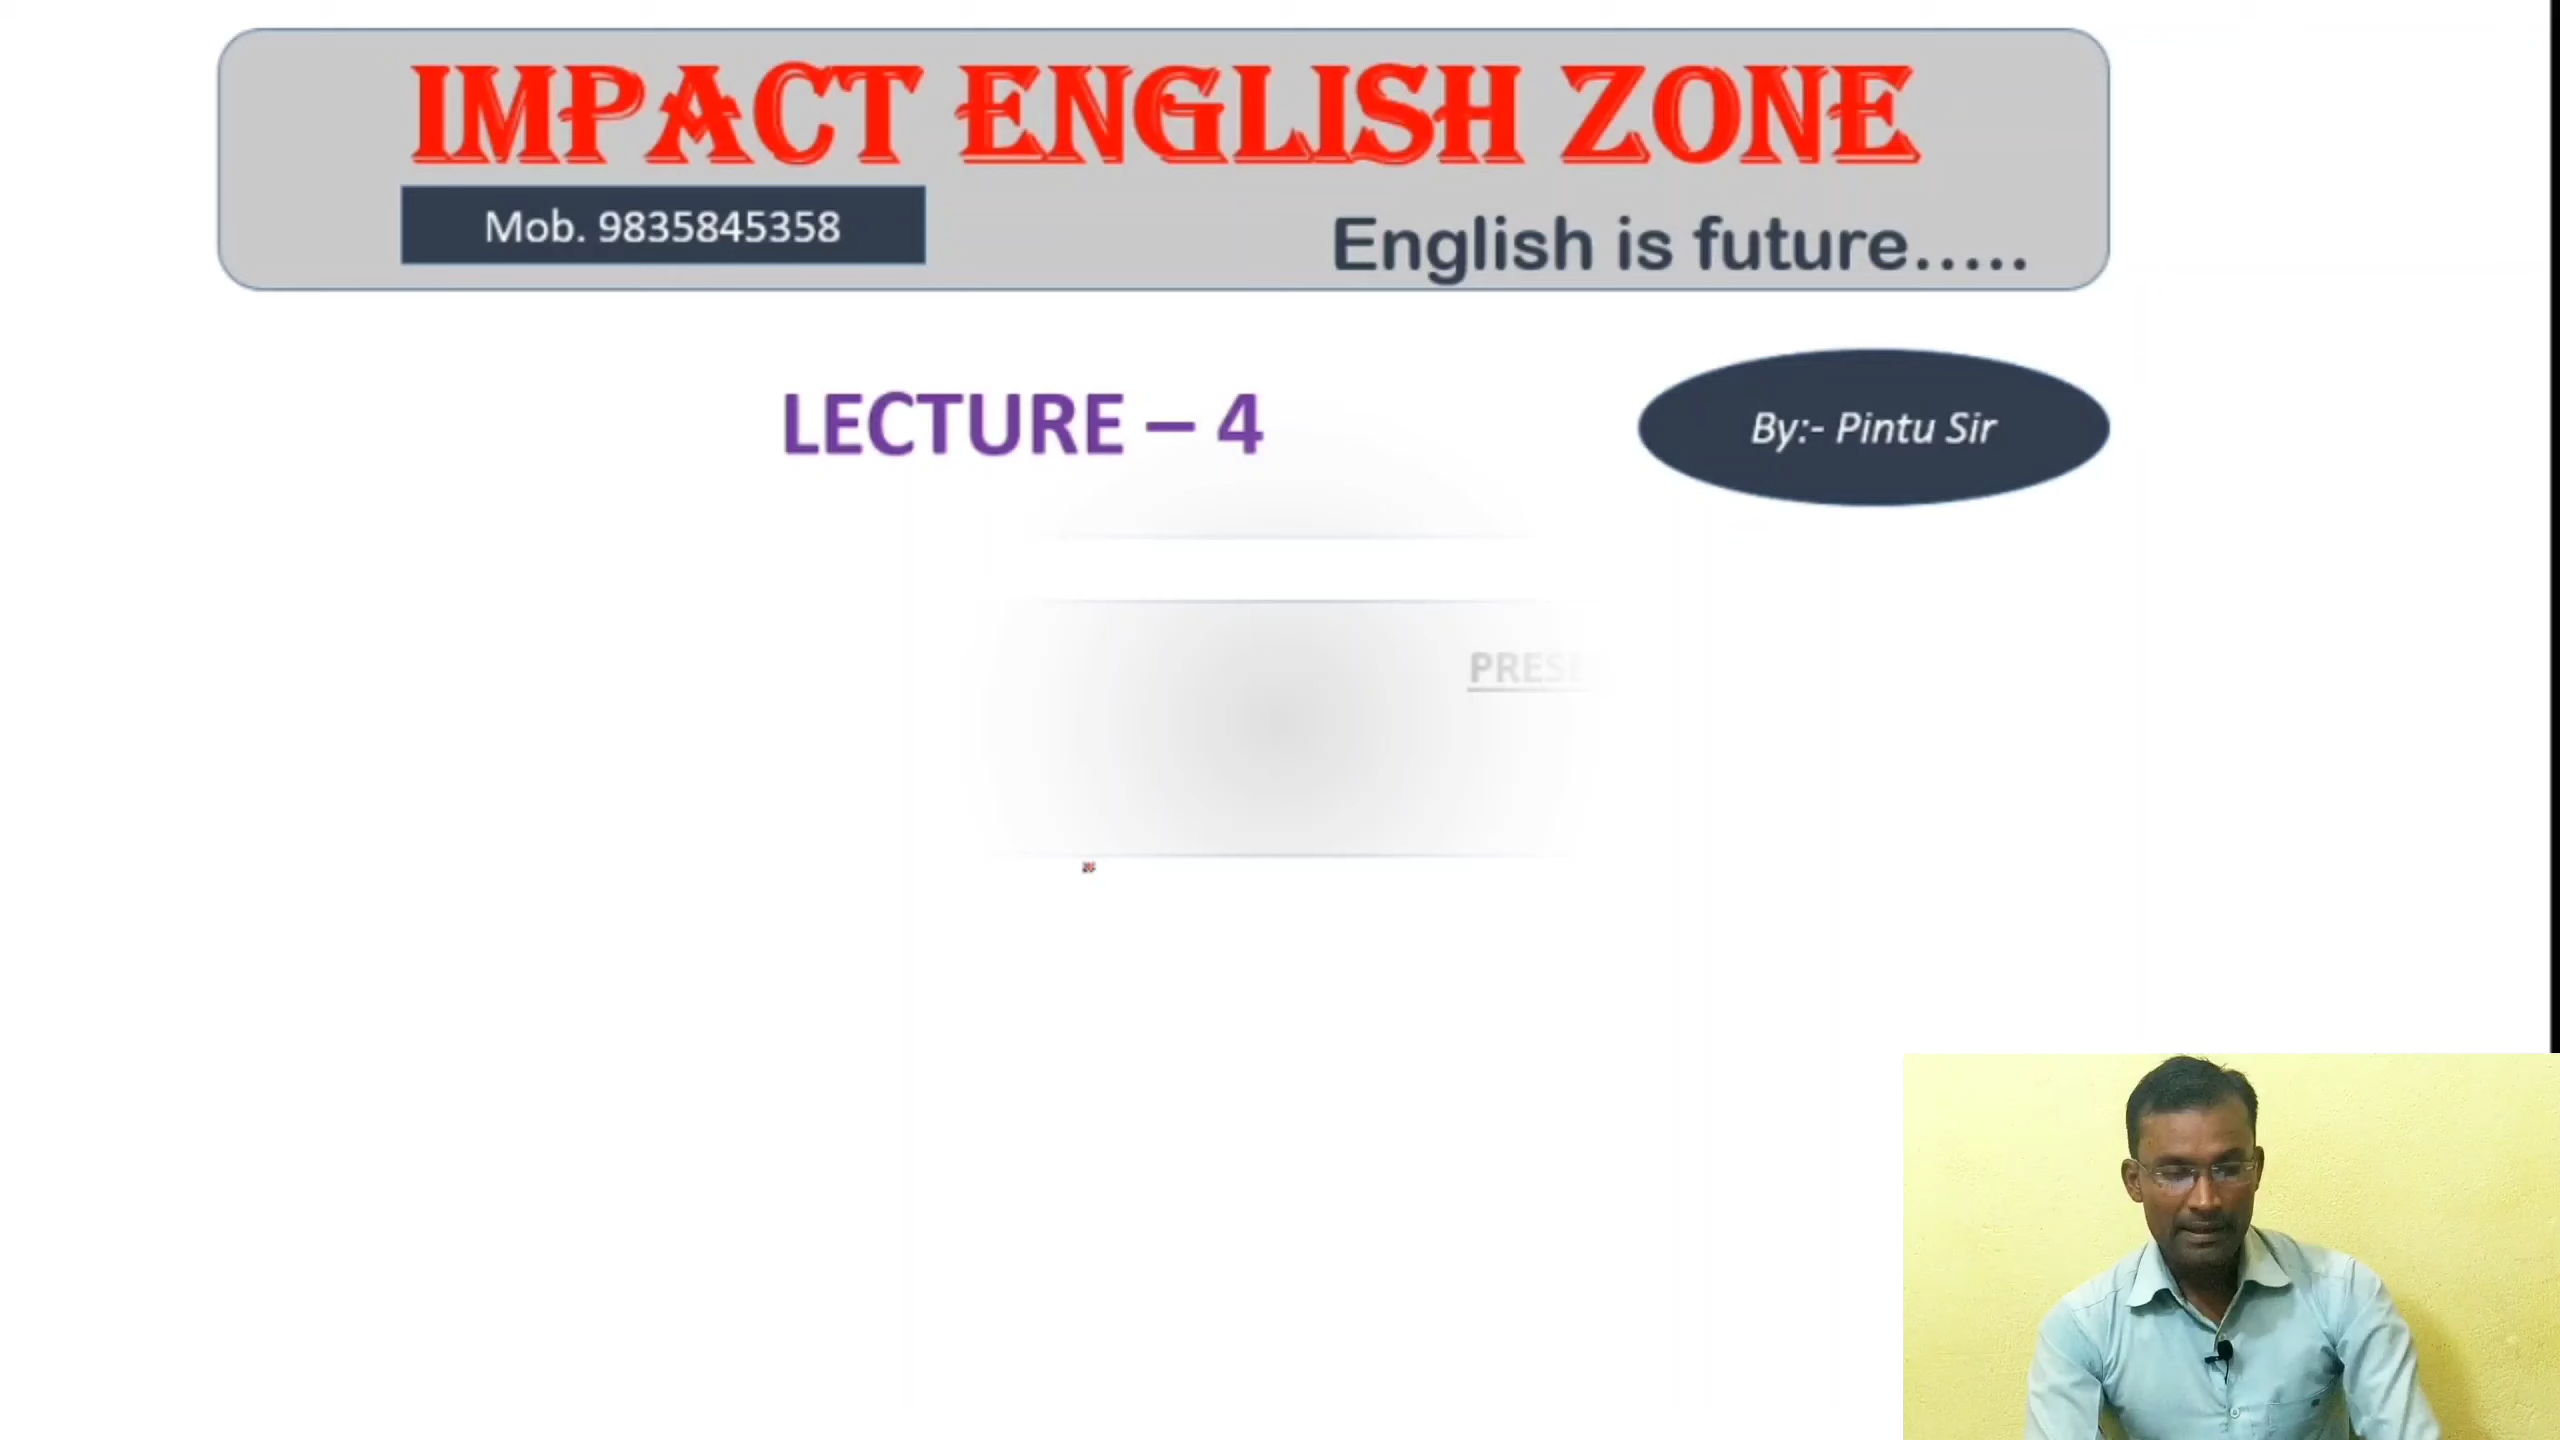 IMPACT ENGLISH ZONE
Mob. 9835845358
English is future.....
LECTURE – 4
By:- Pintu Sir